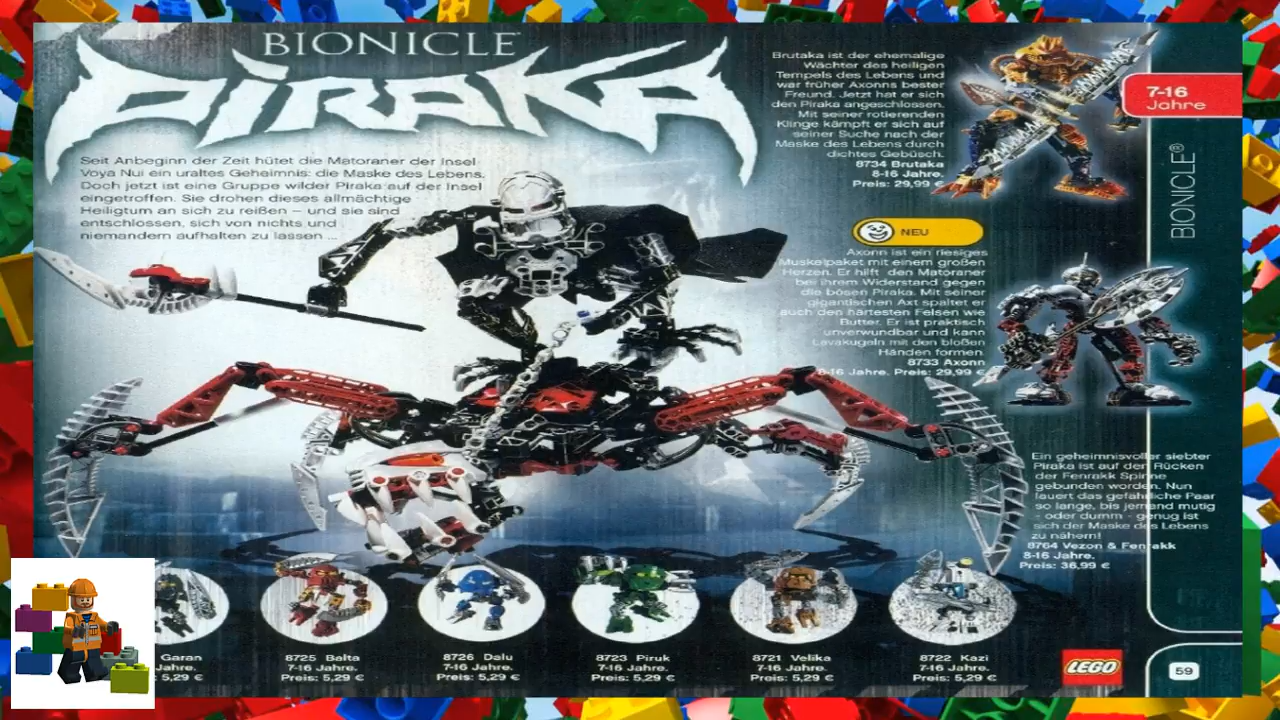 BIONICLE
PIRAKA
Seit Anbeginn der Zeit hütet die Matoraner der Insel
Voya Nui ein uraltes Geheimnis: die Maske des Lebens.
Doch jetzt ist eine Gruppe wilder Piraka auf der Insel
eingetroffen. Sie drohen dieses allmächtige
Heiligtum an sich zu reißen – und sie sind
entschlossen, sich von nichts und
niemandem aufhalten zu lassen ...
Brutaka ist der ehemalige
Wächter des heiligen
Tempels des Lebens und
war früher Axonns bester
Freund. Jetzt hat er sich
den Piraka angeschlossen.
Mit seiner rotierenden
Klinge kämpft er sich auf
seiner Suche nach der
Maske des Lebens durch
dichtes Gebüsch.
8734 Brutaka
8-16 Jahre.
Preis: 29,99 €
7-16
Jahre
BIONICLE®
NEU
Axonn ist ein riesiges
Muskelpaket mit einem großen
Herzen. Er hilft den Matoraner
bei ihrem Widerstand gegen
die bösen Piraka. Mit seiner
gigantischen Axt spaltet er
auch den härtesten Felsen wie
Butter. Er ist praktisch
unverwundbar und kann
Lavakugeln mit den bloßen
Händen formen.
8733 Axonn
8-16 Jahre. Preis: 29,99 €
Ein geheimnisvoller siebter
Piraka ist auf den Rücken
der Fenrakk Spinne
gebunden worden. Nun
lauert das gefährliche Paar
so lange, bis jemand mutig
- oder dumm - genug ist
sich der Maske des Lebens
zu nähern!
8764 Vezon & Fenrakk
8-16 Jahre.
Preis: 36,99 €
Garan
Jahre.
5,29 €
8725 Balta
7-16 Jahre.
Preis: 5,29 €
8726 Dalu
7-16 Jahre.
Preis: 5,29 €
8723 Piruk
7-16 Jahre.
Preis: 5,29 €
8721 Velika
7-16 Jahre.
Preis: 5,29 €
8722 Kazi
7-16 Jahre.
Preis: 5,29 €
LEGO
59